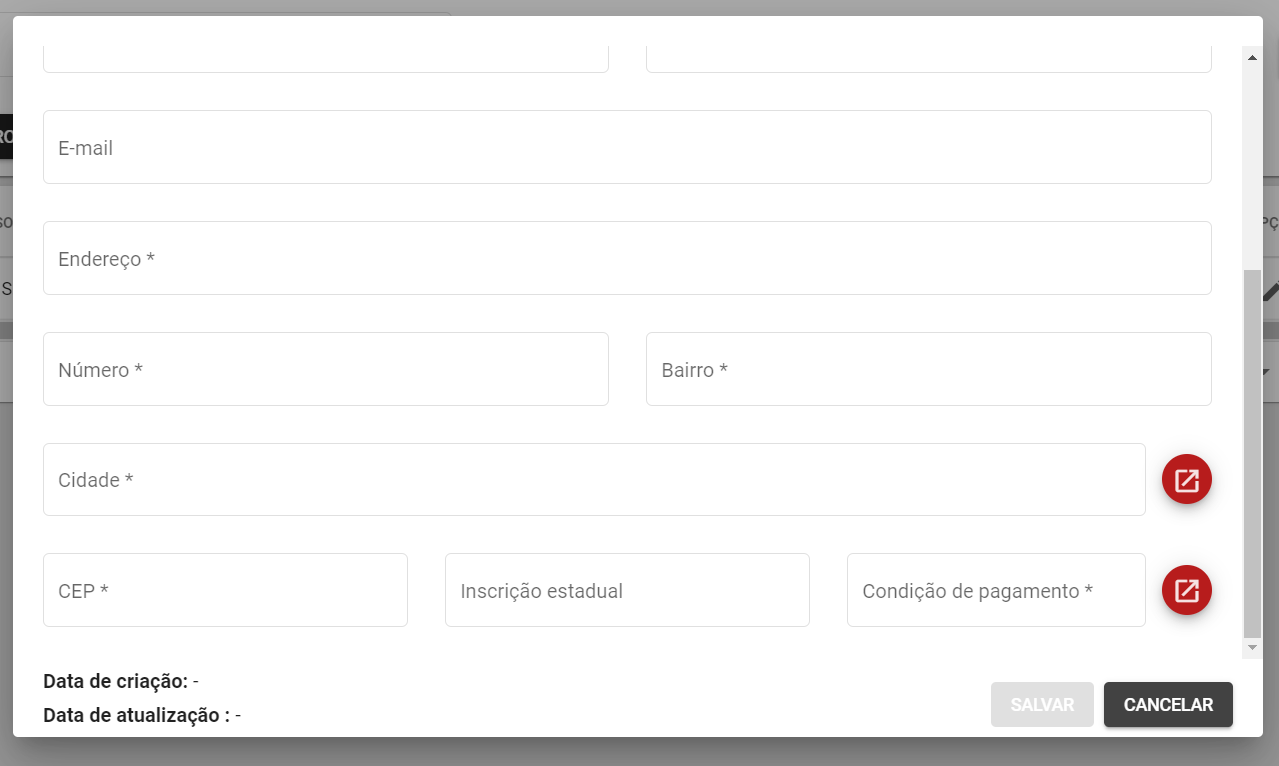 E-mail
Endereço *
Número *
Bairro *
Cidade *
CEP *
Inscrição estadual
Condição de pagamento *
Data de criação: -
Data de atualização : -
SALVAR
CANCELAR